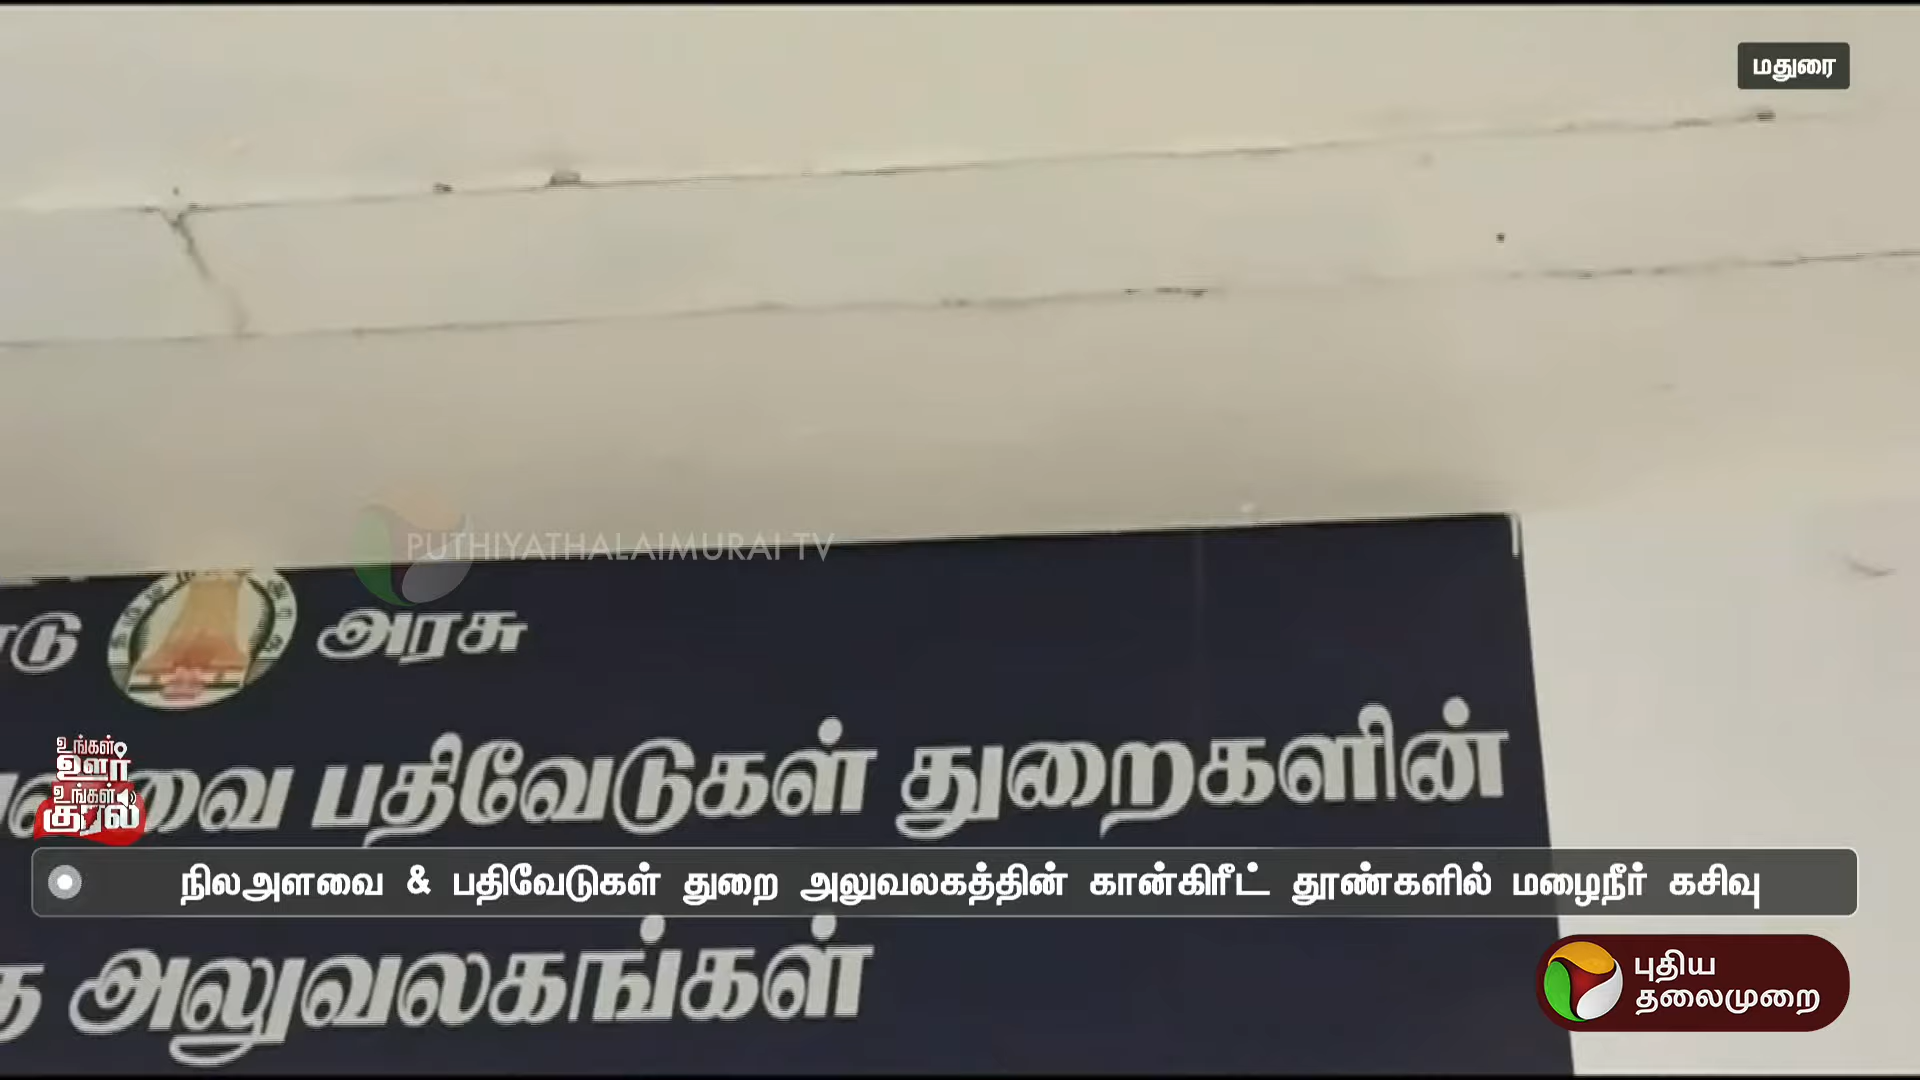 மதுரை
PUTHIYATHALAIMURAI TV
அரசு
பதிவேடுகள் துறைகளின்
உங்கள்
ஊர்
உங்கள்
குரல்
நிலஅளவை & பதிவேடுகள் துறை அலுவலகத்தின் கான்கிரீட் தூண்களில் மழைநீர் கசிவு
அலுவலகங்கள்
புதிய
தலைமுறை